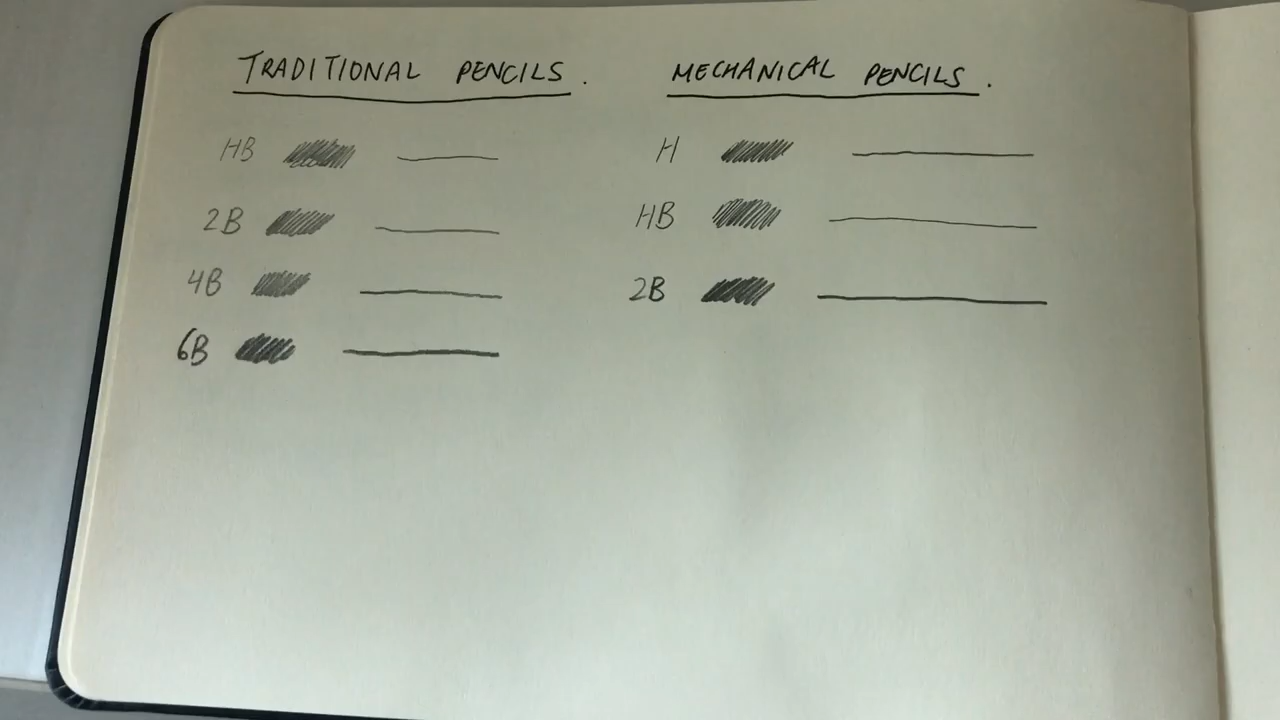 TRADITIONAL PENCILS.
HB
2B
4B
6B
MECHANICAL PENCILS.
H
HB
2B